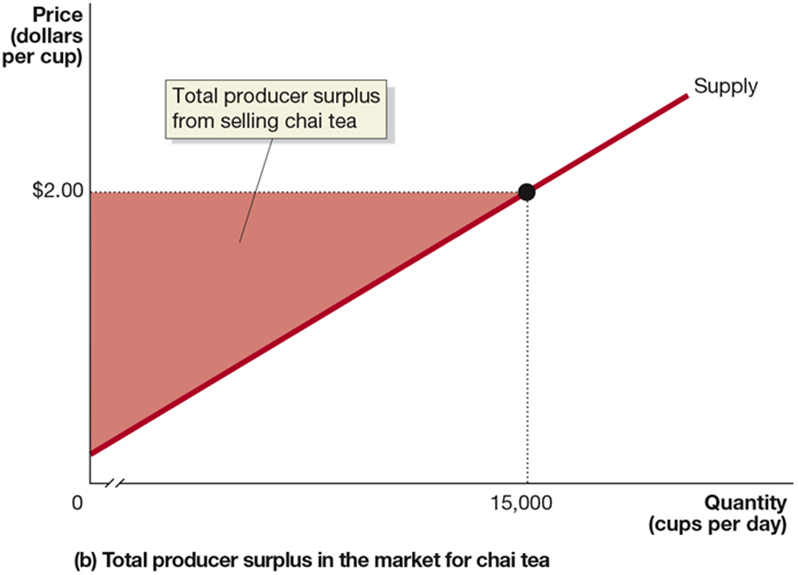 Price
(dollars
per cup)
Supply
Total producer surplus
from selling chai tea
$2.00
0
15,000
Quantity
(cups per day)
(b) Total producer surplus in the market for chai tea